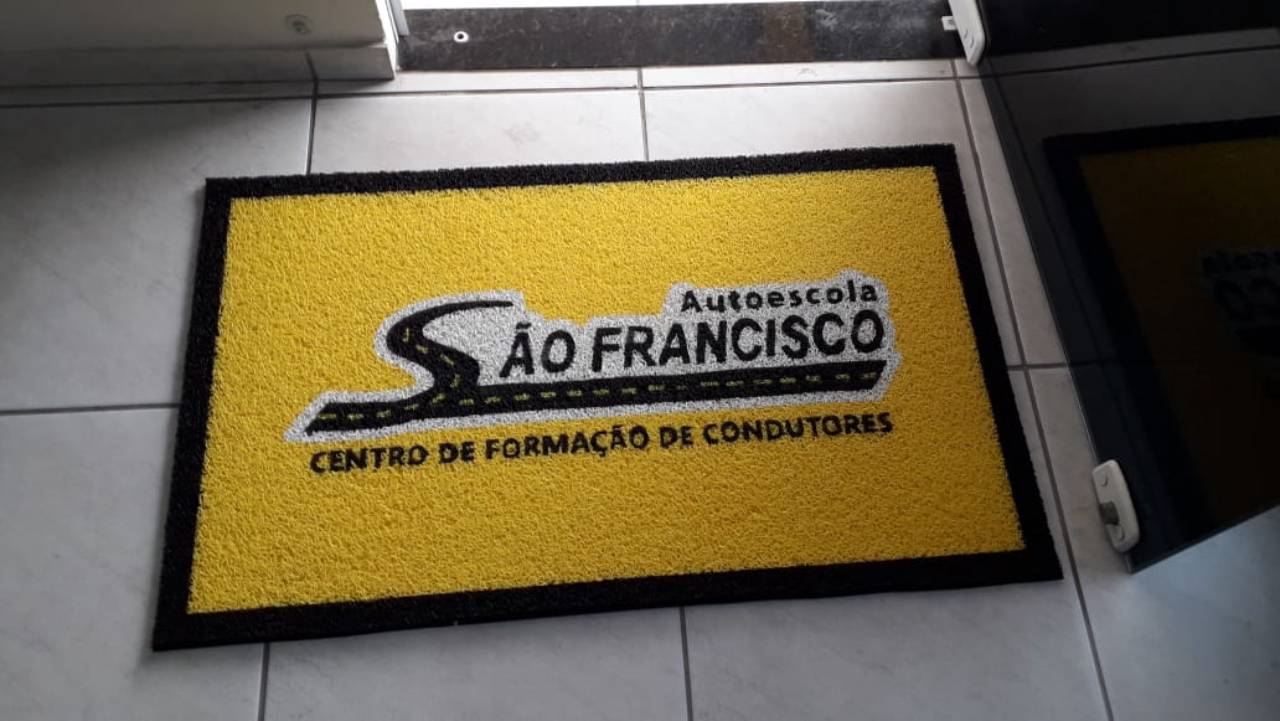 Autoescola
SÃO FRANCISCO
CENTRO DE FORMAÇÃO DE CONDUTORES